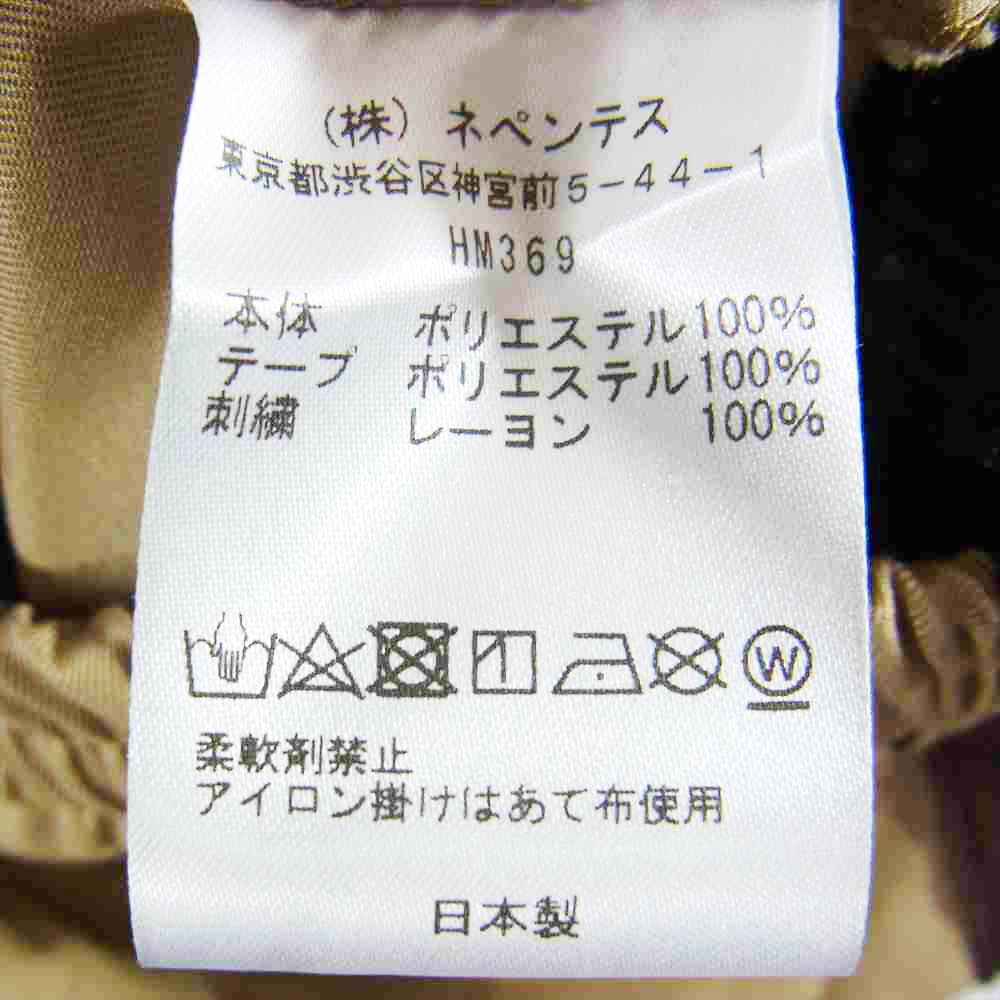 （株）ネペンテス
東京都渋谷区神宮前5-44-1
HM369
本体 ポリエステル100%
テープ ポリエステル100%
刺繍 レーヨン 100%
W
柔軟剤禁止
アイロン掛けはあて布使用
日本製